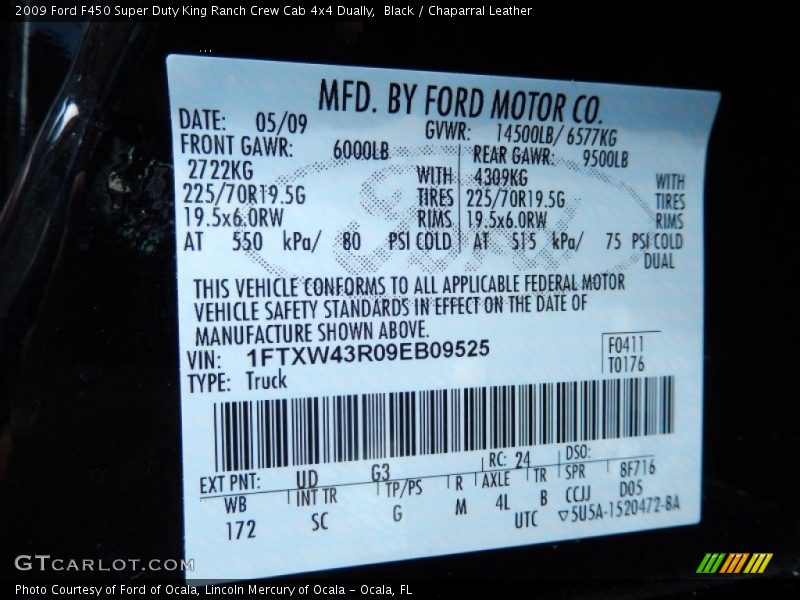 2009 Ford F450 Super Duty King Ranch Crew Cab 4x4 Dually,  Black / Chaparral Leather
MFD. BY FORD MOTOR CO.
DATE: 05/09 GVWR: 14500LB/ 6577KG
FRONT GAWR: 6000LB REAR GAWR: 9500LB
2722KG WITH 4309KG WITH
225/70R19.5G TIRES 225/70R19.5G TIRES
19.5x6.0RW RIMS 19.5x6.0RW RIMS
AT 550 kPa/ 80 PSI COLD AT 515 kPa/ 75 PSI COLD
DUAL
THIS VEHICLE CONFORMS TO ALL APPLICABLE FEDERAL MOTOR
VEHICLE SAFETY STANDARDS IN EFFECT ON THE DATE OF
MANUFACTURE SHOWN ABOVE.
VIN: 1FTXW43R09EB09525 F0411
TYPE: Truck T0176
EXT PNT: UD G3 RC: 24 DSO:
WB INT TR TP/PS R AXLE TR SPR 8F716
172 SC G M 4L B CCJJ D05
UTC ▽5U5A-1520472-BA
GTCARLOT.COM
Photo Courtesy of Ford of Ocala, Lincoln Mercury of Ocala - Ocala, FL